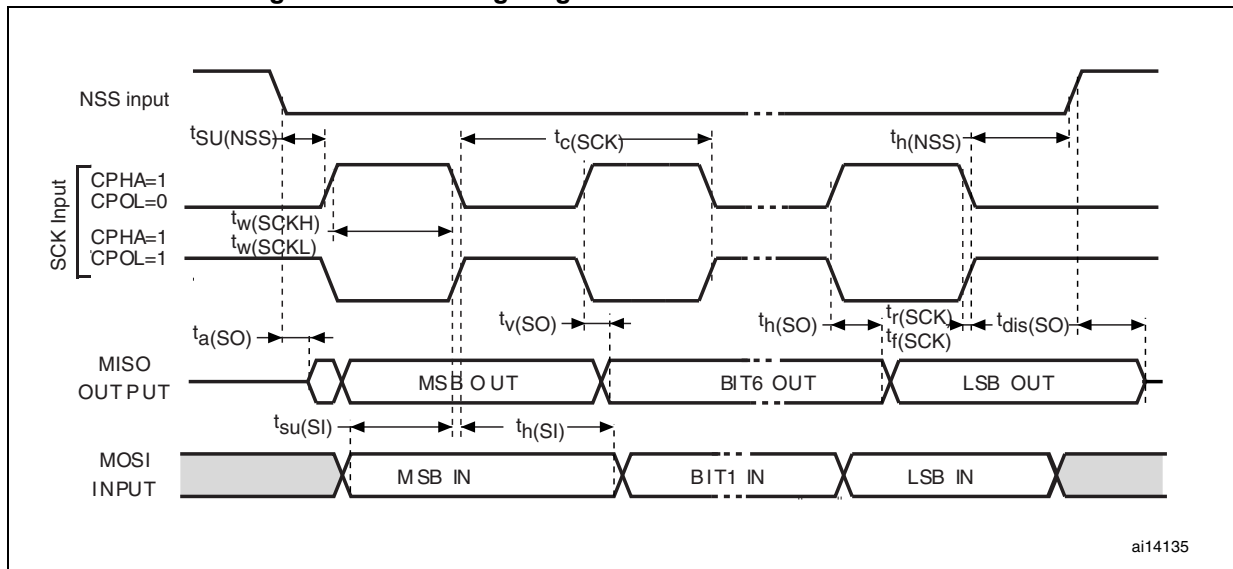 NSS input
tSU(NSS)
tc(SCK)
th(NSS)
SCK Input
CPHA=1
CPOL=0
tw(SCKH)
tw(SCKL)
CPHA=1
CPOL=1
ta(SO)
tv(SO)
th(SO)
tr(SCK)
tf(SCK)
tdis(SO)
MISO
OUTPUT
MSB OUT
BIT6 OUT
LSB OUT
tsu(SI)
th(SI)
MOSI
INPUT
MSB IN
BIT1 IN
LSB IN
ai14135